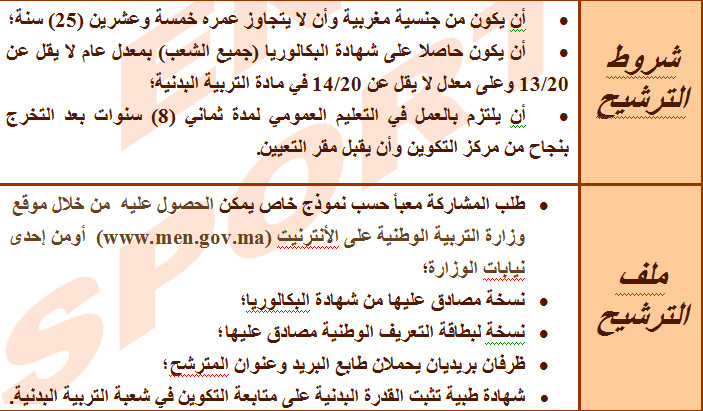 شروط
الترشيح
• أن يكون من جنسية مغربية وأن لا يتجاوز عمره خمسة وعشرين (25) سنة؛
• أن يكون حاصلا على شهادة البكالوريا (جميع الشعب) بمعدل عام لا يقل عن
13/20 وعلى معدل لا يقل عن 14/20 في مادة التربية البدنية؛
• أن يلتزم بالعمل في التعليم العمومي لمدة ثماني (8) سنوات بعد التخرج
بنجاح من مركز التكوين وأن يقبل مقر التعيين.
ملف
الترشيح
• طلب المشاركة معبأ حسب نموذج خاص يمكن الحصول عليه من خلال موقع
وزارة التربية الوطنية على الأنترنيت (www.men.gov.ma) أومن إحدى
نيابات الوزارة؛
• نسخة مصادق عليها من شهادة البكالوريا؛
• نسخة لبطاقة التعريف الوطنية مصادق عليها؛
• ظرفان بريديان يحملان طابع البريد وعنوان المترشح؛
• شهادة طبية تثبت القدرة البدنية على متابعة التكوين في شعبة التربية البدنية.
SPORT